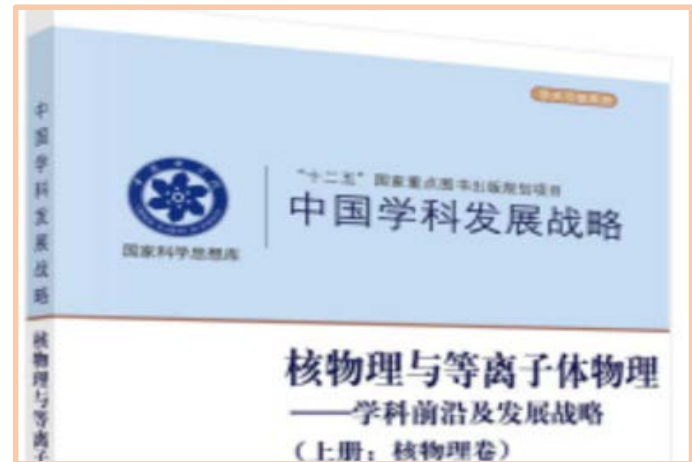 中国学科发展战略
核物理与等离子
国家科学思想库
“十二五”国家重点图书出版规划项目
中国学科发展战略
核物理与等离子体物理
——学科前沿及发展战略
（上册：核物理卷）